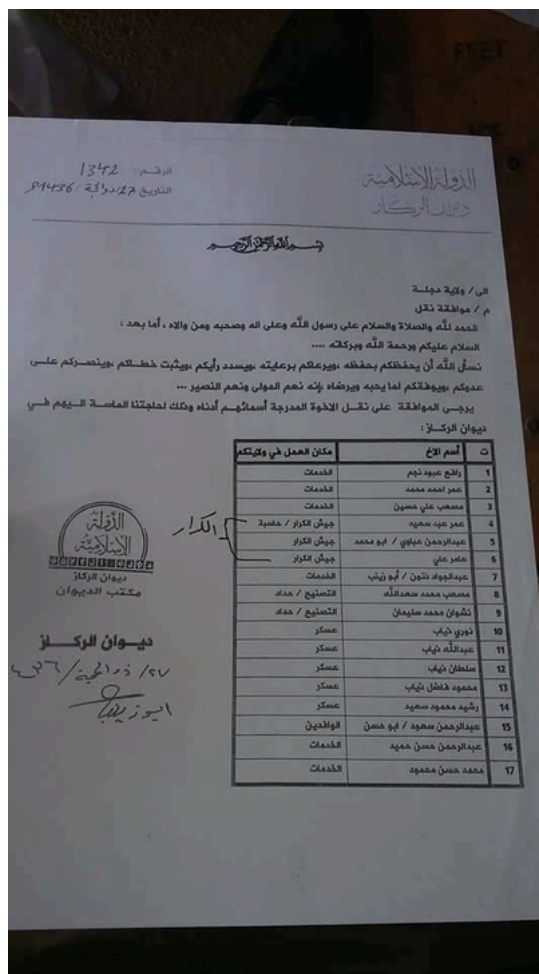 الدولة الإسلامية
ديوان الركاز
الرقم : 1342
التاريخ 27/ذو الحجة/1436
بسم الله الرحمن الرحيم
الى / ولاية دجلـة
م / موافقة نقل
الحمد لله والصلاة والسلام على رسول الله وعلى اله وصحبه ومن والاه ، أما بعد :
السلام عليكم ورحمة الله وبركاته ....
نسأل الله أن يحفظكم بحفظه ،ويرعاكم برعايته ،ويسدد رأيكم ،ويثبت خطاكم ،وينصركم على
عدوكم ،ويوفقكم لما يحبه ويرضاه ،إنه نعم المولى ونعم النصير ...
يرجى الموافقة على نقل الاخوة المدرجة أسمائهم أدناه وذلك لحاجتنا الماسة اليهم في
ديوان الركاز :
ت أسم الاخ مكان العمل في ولايتكم
1 رافع عبود نجم الخدمات
2 عمر احمد محمد الخدمات
3 مصعب علي حسين الخدمات
4 عمر عبد سعيد جيش الكرار / حاسبة
5 عبدالرحمن عباوي / ابو محمد جيش الكرار
6 عامر علي جيش الكرار
7 عبدالجواد ذنون / أبو زينب الخدمات
8 مصعب محمد سعدالله التصنيع / حداد
9 نشوان محمد سليمان التصنيع / حداد
10 نوري ذياب عسكر
11 عبدالله ذياب عسكر
12 سلطان ذياب عسكر
13 محمود فاضل ذياب عسكر
14 رشيد محمود سعيد عسكر
15 عبدالرحمن سعود / ابو حسن الوافدين
16 عبدالرحمن حسن حميد الخدمات
17 محمد حسن محمود الخدمات
الكرار
الدولة
الإسلامية
ديوان الركاز
مكتب الديوان
ديـوان الركـــاز
٢٧/ ذو الحجة /
ابو زينب